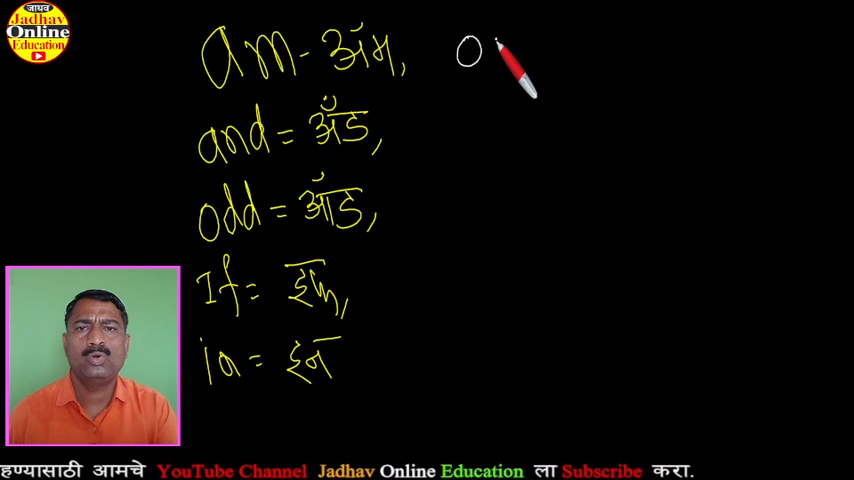 जाधव
Jadhav
Online
Education
am - अॅम, o
and = अॅंड,
odd = ऑड,
If = इफ,
in = इन
हण्यासाठी आमचे YouTube Channel Jadhav Online Education ला Subscribe करा.